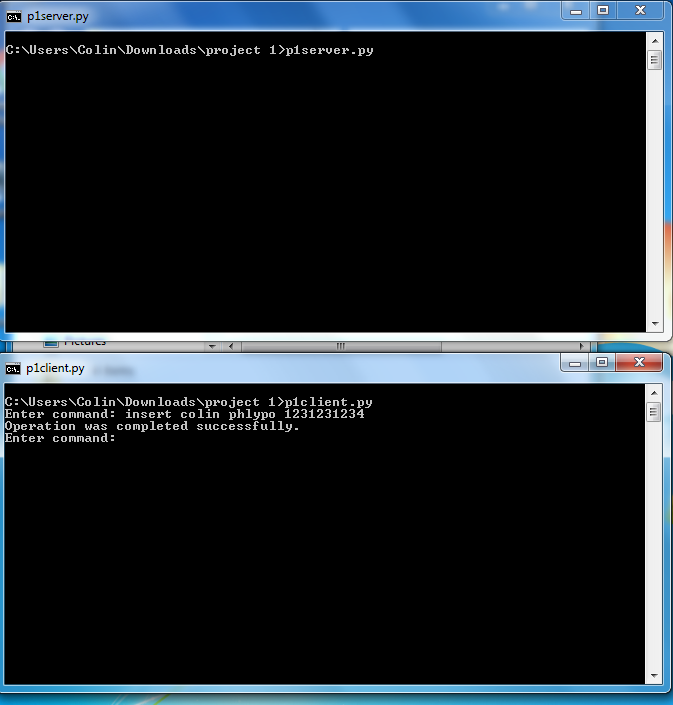 p1server.py
C:\Users\Colin\Downloads\project 1>p1server.py
Pictures
p1client.py
C:\Users\Colin\Downloads\project 1>p1client.py
Enter command: insert colin phlypo 1231231234
Operation was completed successfully.
Enter command: